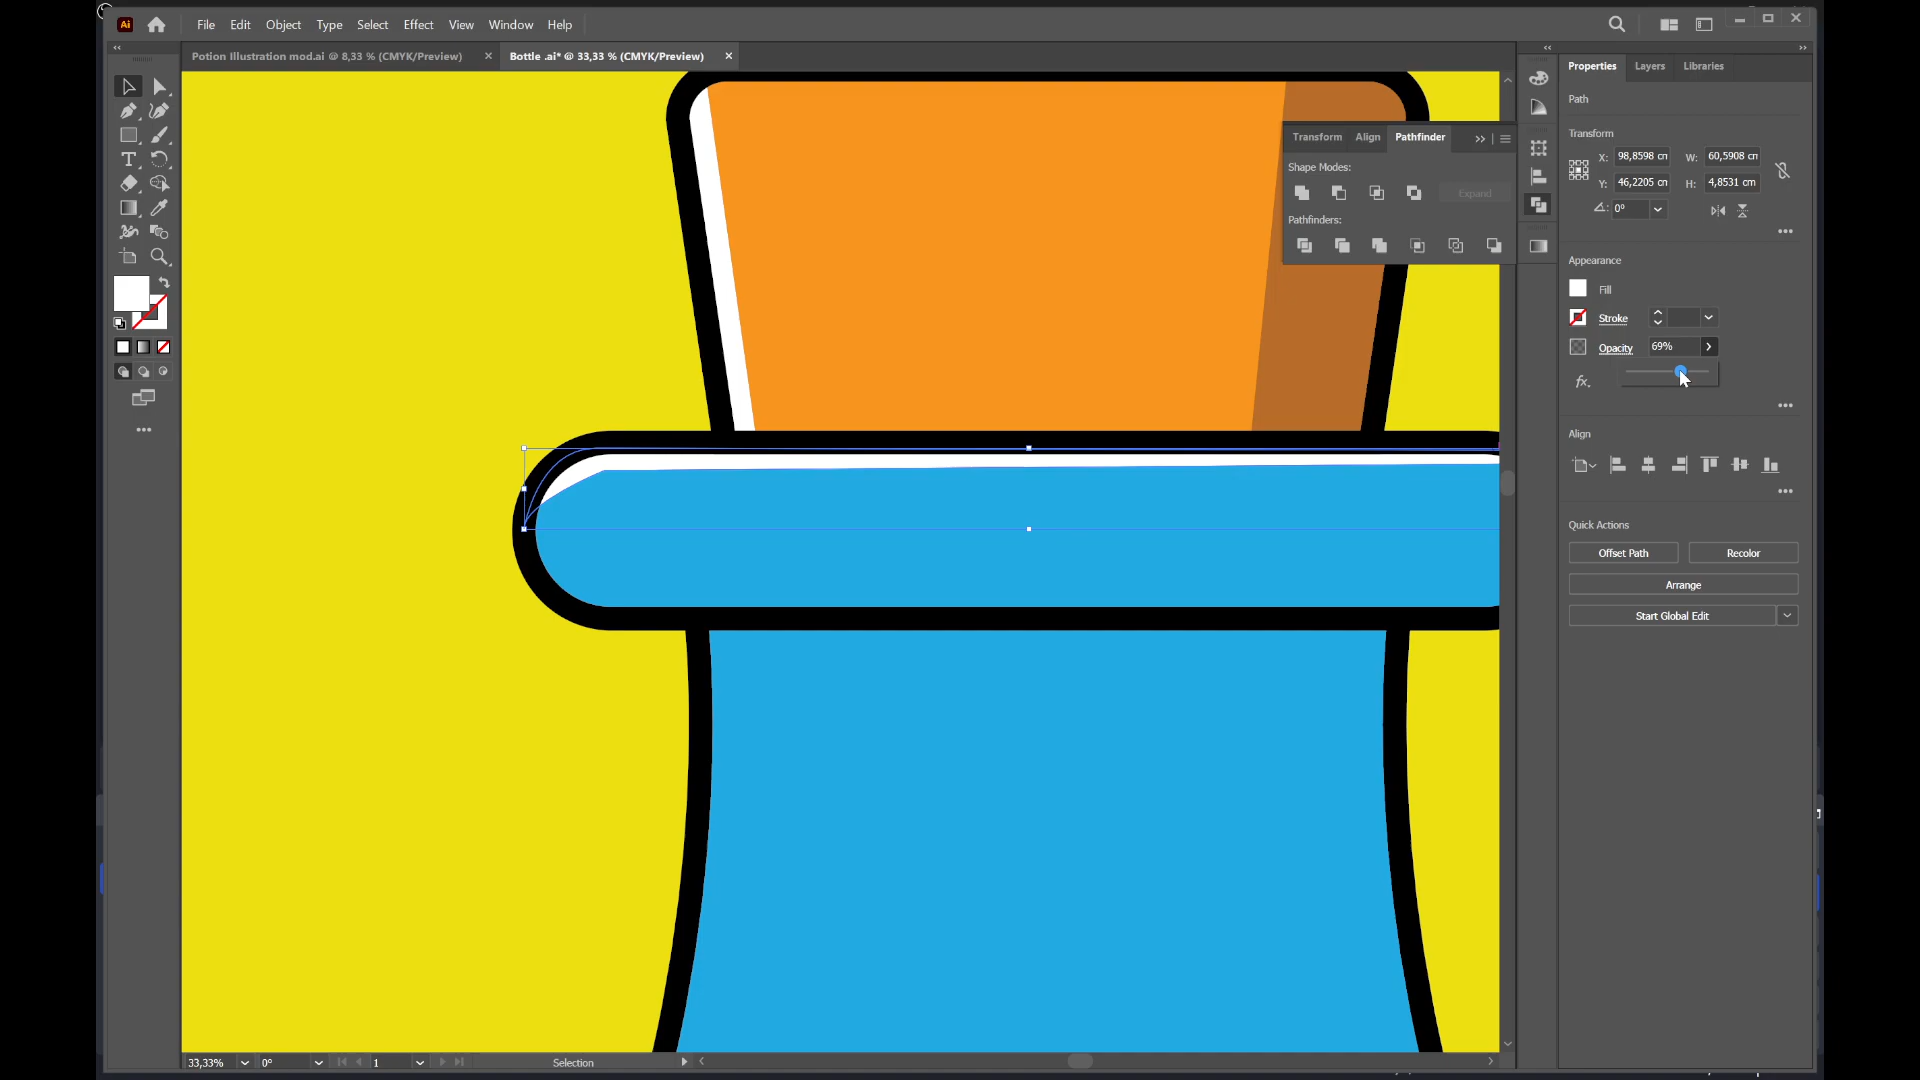 Ai File Edit Object Type Select Effect View Window Help
Potion Illustration mod.ai @ 8,33 % (CMYK/Preview) × Bottle .ai* @ 33,33 % (CMYK/Preview) ×
Properties Layers Libraries
Path
Transform
X: 98,8598 cm W: 60,5908 cm
Y: 46,2205 cm H: 4,8531 cm
0°
Transform Align Pathfinder
Shape Modes:
Expand
Pathfinders:
Appearance
Fill
Stroke
Opacity 69%
fx.
Align
Quick Actions
Offset Path Recolor
Arrange
Start Global Edit
33,33% 0° 1 Selection